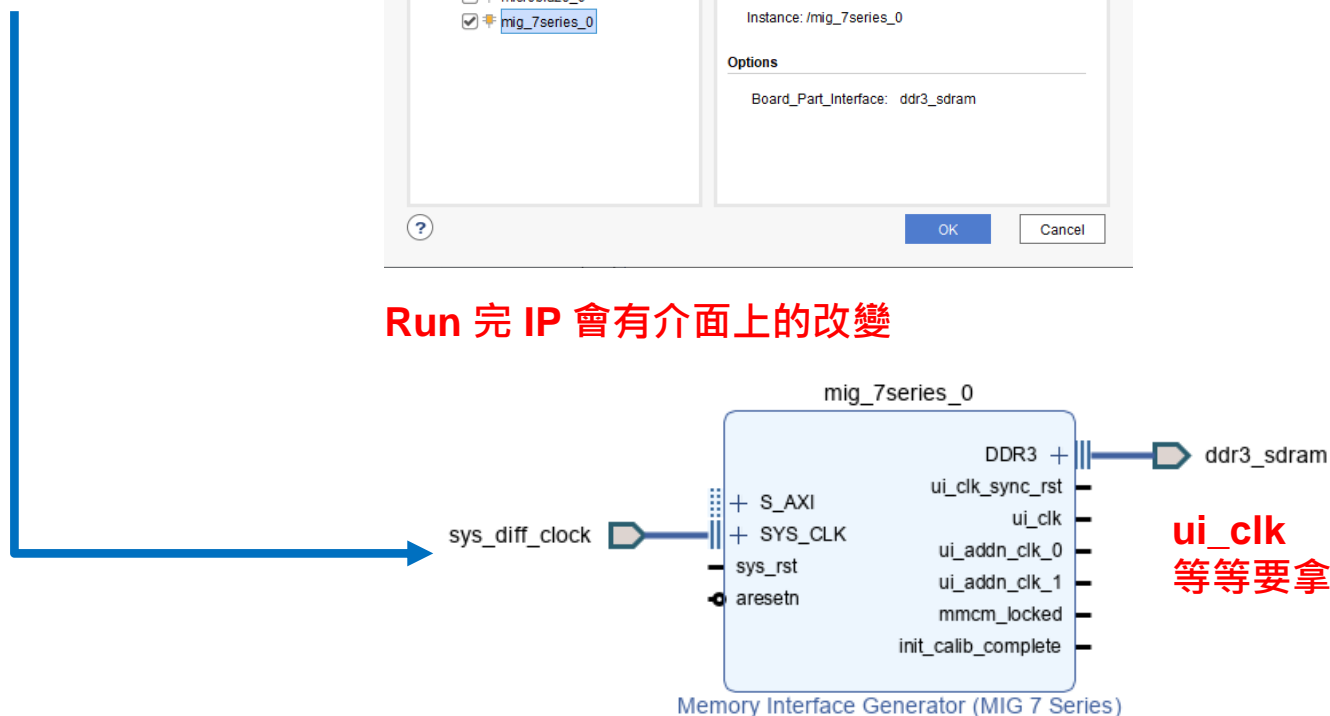 mig_7series_0
Instance: /mig_7series_0
Options
Board_Part_Interface: ddr3_sdram
?
OK
Cancel
Run 完 IP 會有介面上的改變
mig_7series_0
DDR3
ddr3_sdram
ui_clk_sync_rst
S_AXI
ui_clk
ui_clk
等等要拿
sys_diff_clock
SYS_CLK
ui_addn_clk_0
sys_rst
ui_addn_clk_1
aresetn
mmcm_locked
init_calib_complete
Memory Interface Generator (MIG 7 Series)